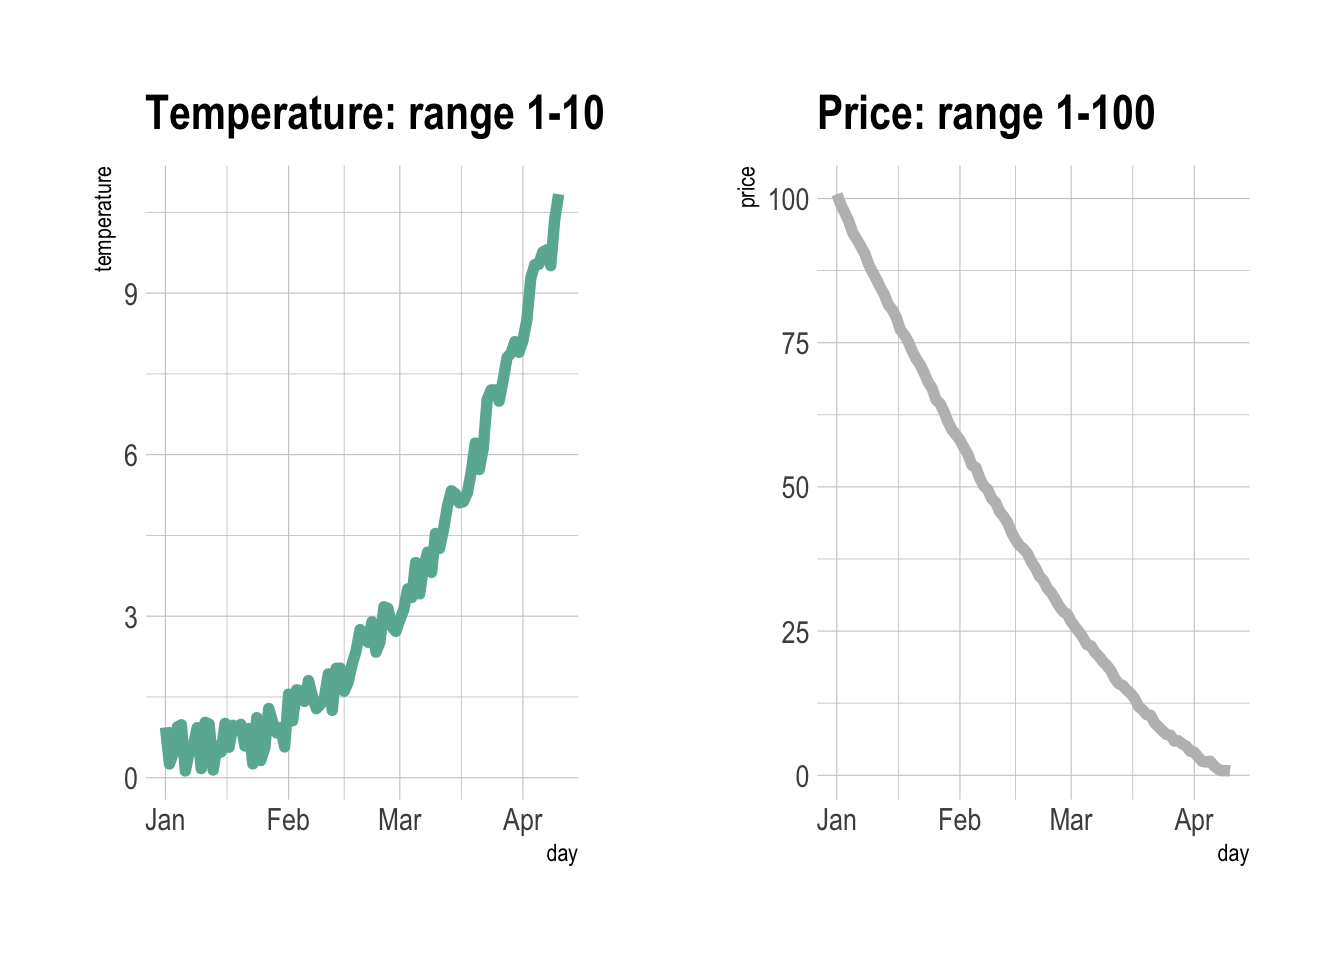 Temperature: range 1-10
temperature
9
6
3
0
Jan Feb Mar Apr
day
Price: range 1-100
price
100
75
50
25
0
Jan Feb Mar Apr
day